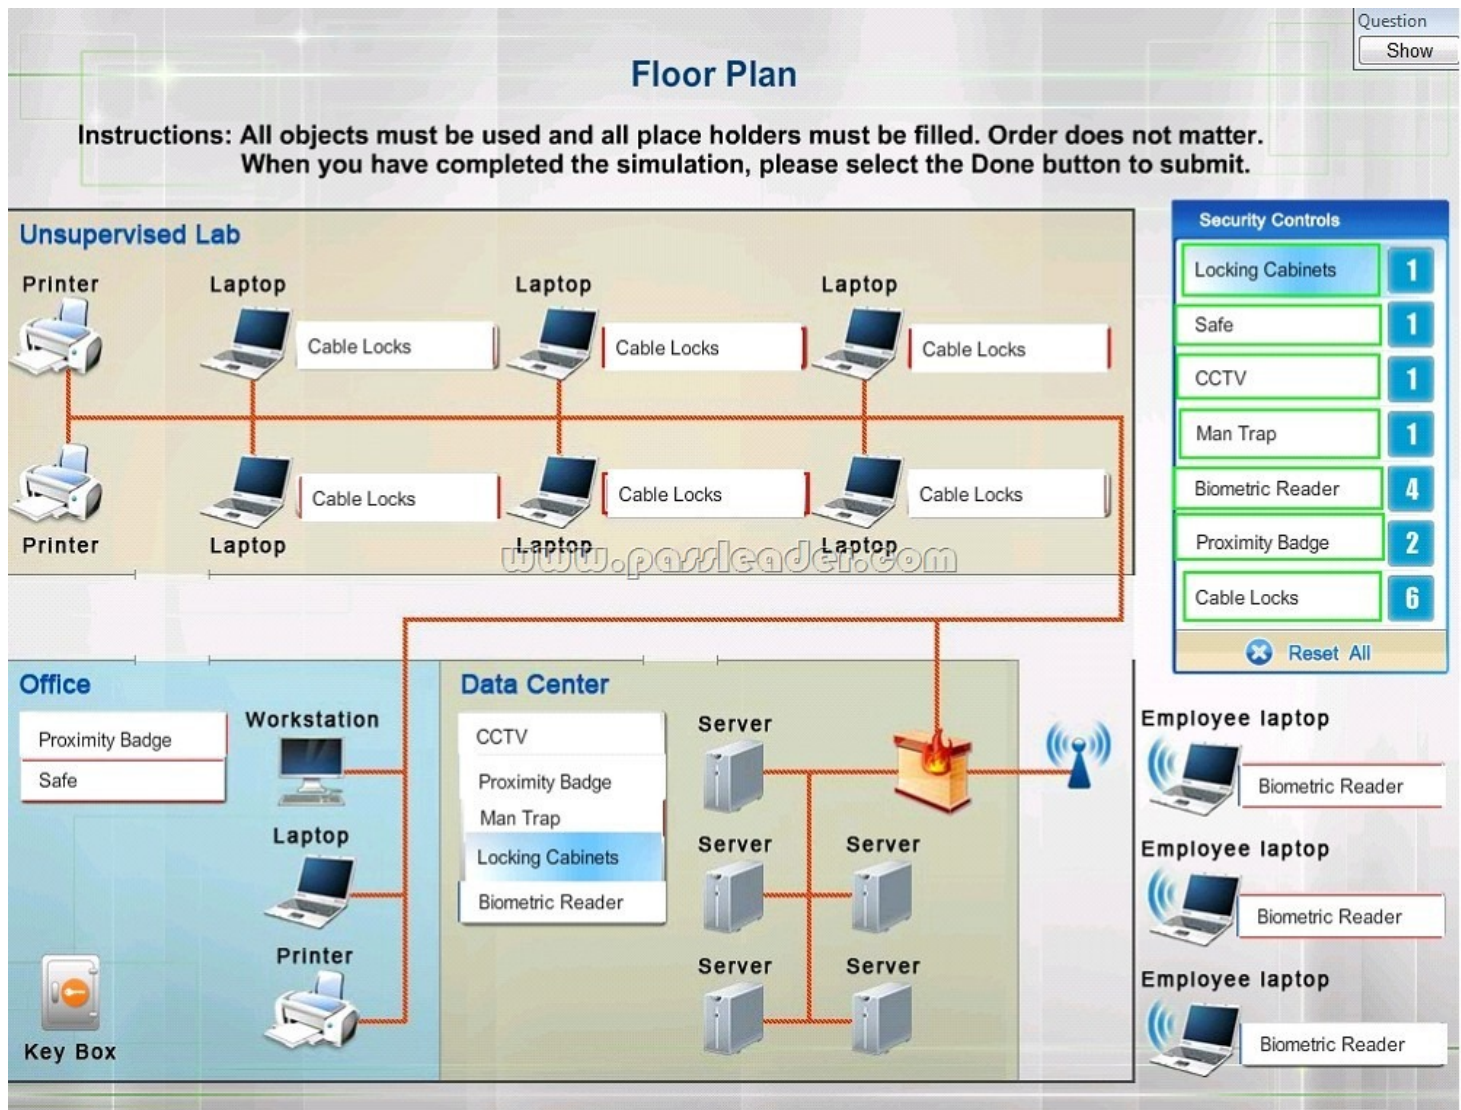 Question
Show
Floor Plan
Instructions: All objects must be used and all place holders must be filled. Order does not matter.
When you have completed the simulation, please select the Done button to submit.
Unsupervised Lab
Printer
Laptop
Laptop
Laptop
Cable Locks
Cable Locks
Cable Locks
Cable Locks
Cable Locks
Cable Locks
Printer
Laptop
Laptop
Laptop
www.passleader.com
Security Controls
Locking Cabinets 1
Safe 1
CCTV 1
Man Trap 1
Biometric Reader 4
Proximity Badge 2
Cable Locks 6
Reset All
Office
Proximity Badge
Safe
Workstation
Laptop
Printer
Key Box
Data Center
CCTV
Proximity Badge
Man Trap
Locking Cabinets
Biometric Reader
Server
Server
Server
Server
Server
Employee laptop
Biometric Reader
Employee laptop
Biometric Reader
Employee laptop
Biometric Reader